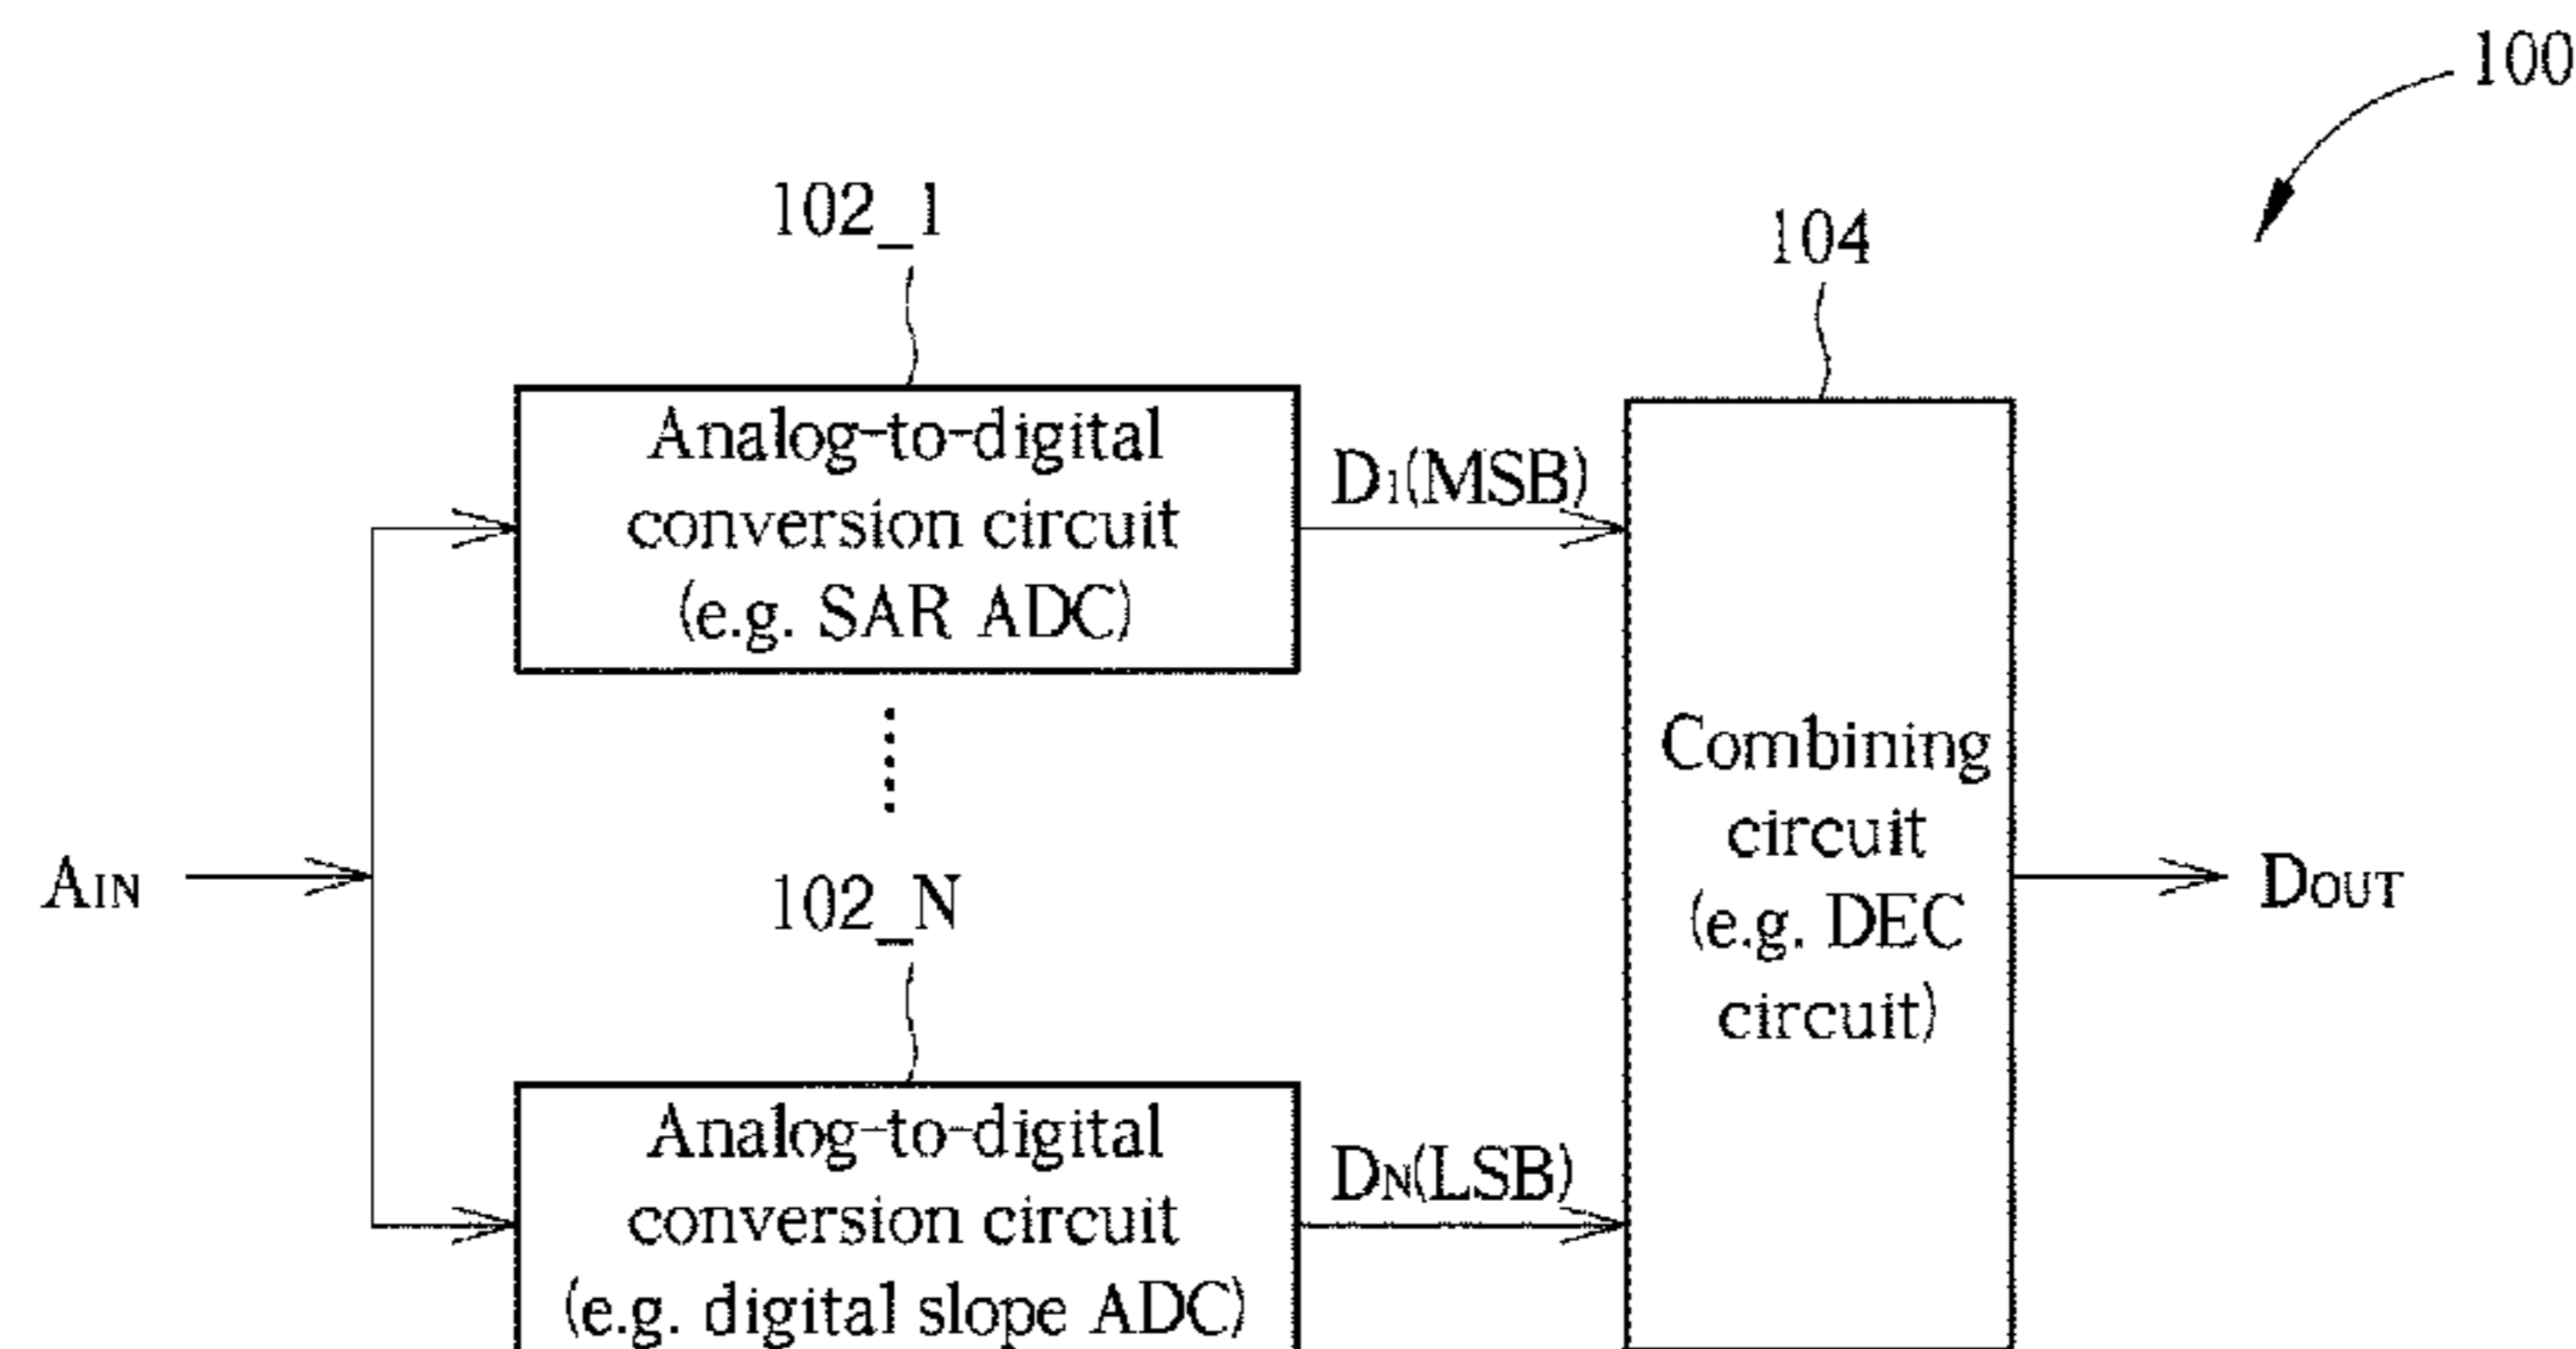 100
102_1
104
Analog-to-digital
conversion circuit
(e.g. SAR ADC)
D1(MSB)
Combining
circuit
(e.g. DEC
circuit)
AIN
DOUT
102_N
Analog-to-digital
conversion circuit
(e.g. digital slope ADC)
DN(LSB)